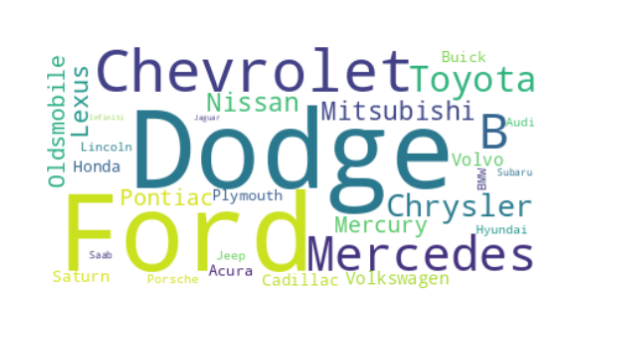 Chevrolet
Buick
Toyota
Oldsmobile
Lexus
Nissan
Mitsubishi
Infiniti
Jaguar
Dodge
B
Audi
Lincoln
Honda
Volvo
BMW
Subaru
Pontiac
Plymouth
Chrysler
Ford
Mercury
Hyundai
Mercedes
Saab
Jeep
Acura
Saturn
Porsche
Cadillac
Volkswagen